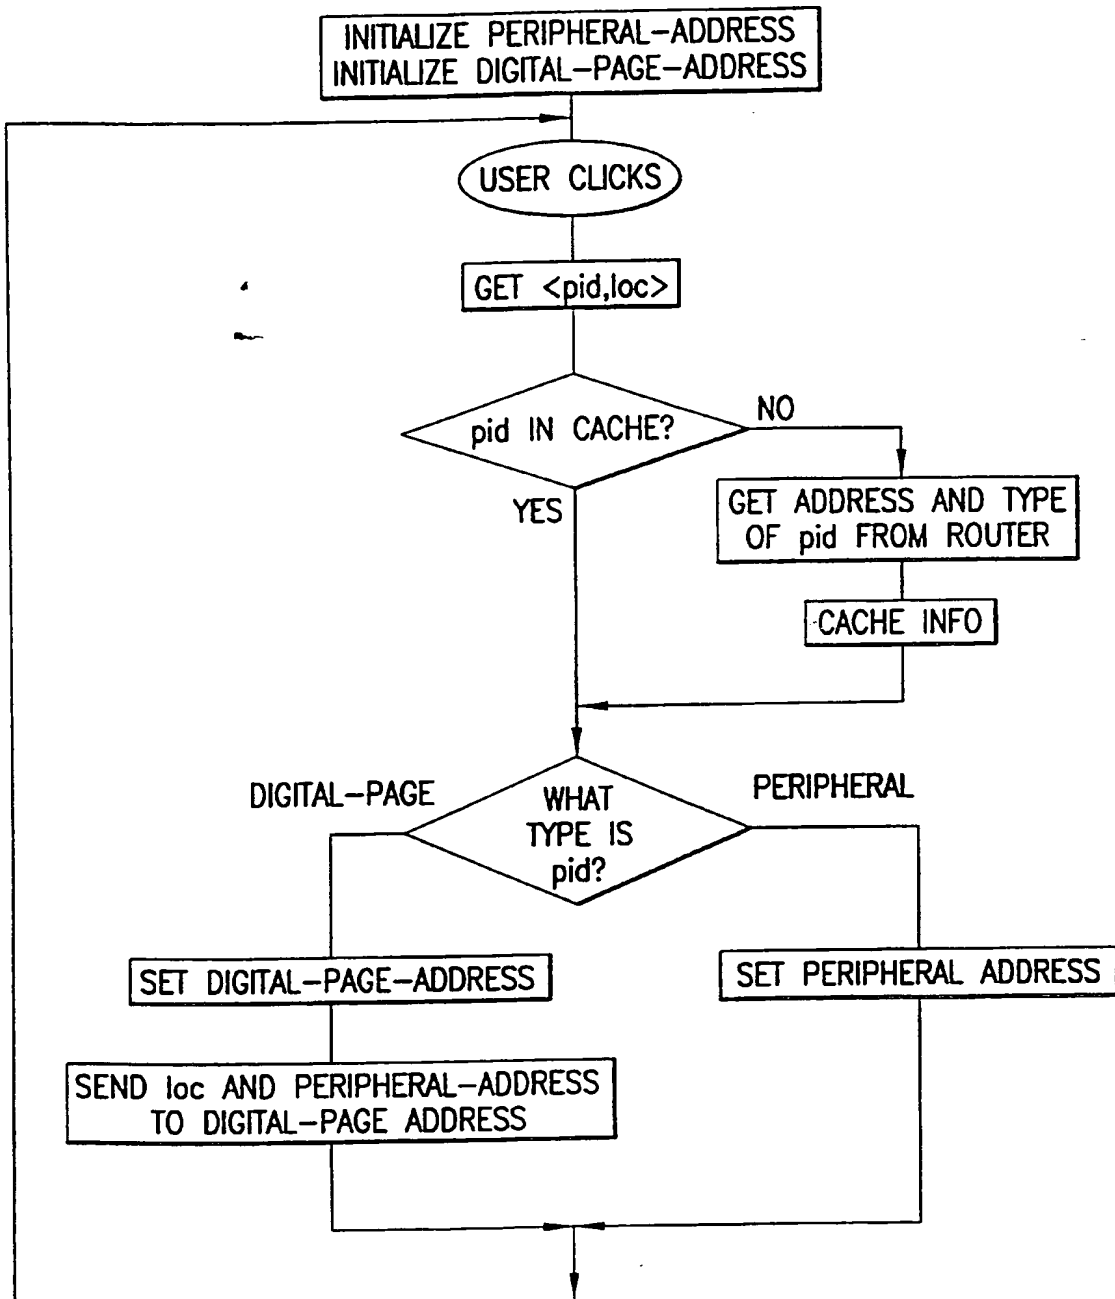 INITIALIZE PERIPHERAL-ADDRESS
INITIALIZE DIGITAL-PAGE-ADDRESS
USER CLICKS
GET <pid,loc>
pid IN CACHE?
NO
YES
GET ADDRESS AND TYPE
OF pid FROM ROUTER
CACHE INFO
DIGITAL-PAGE
WHAT
TYPE IS
pid?
PERIPHERAL
SET DIGITAL-PAGE-ADDRESS
SET PERIPHERAL ADDRESS
SEND loc AND PERIPHERAL-ADDRESS
TO DIGITAL-PAGE ADDRESS